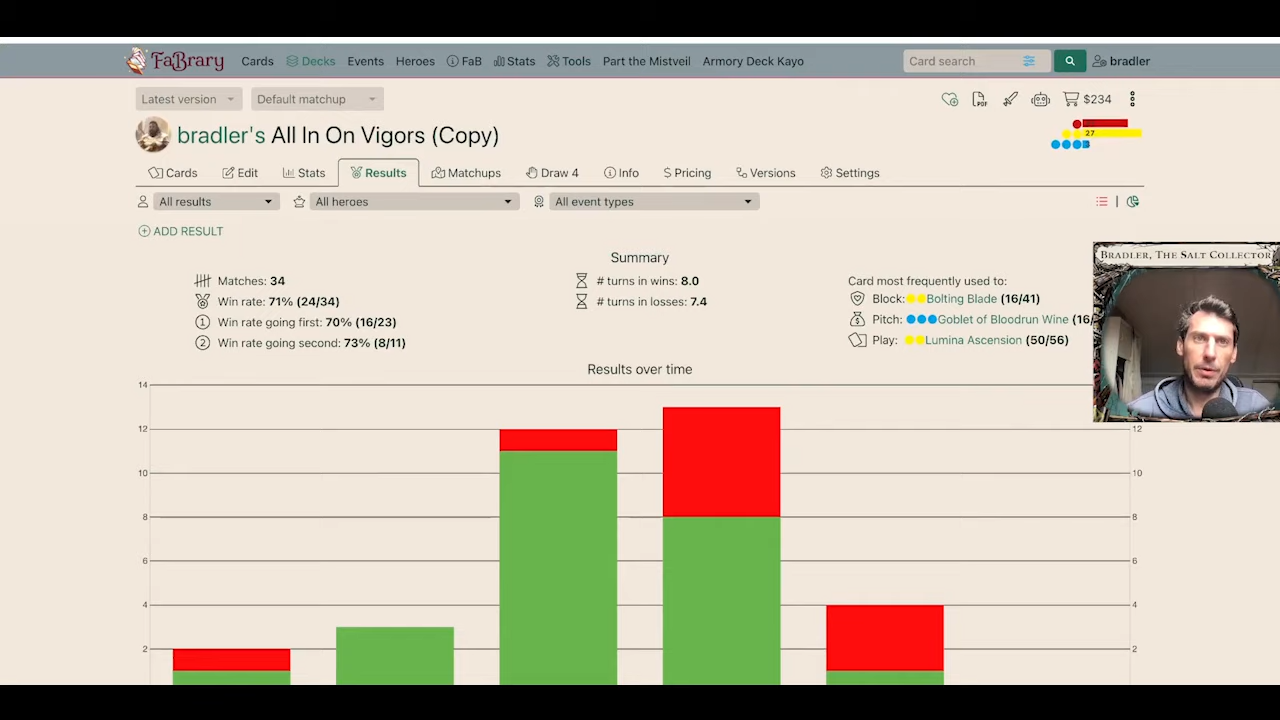 FaBrary Cards Decks Events Heroes FaB Stats Tools Part the Mistveil Armory Deck Kayo Card search bradler
Latest version Default matchup PDF $234
bradler's All In On Vigors (Copy)
27
Cards Edit Stats Results Matchups Draw 4 Info $ Pricing Versions Settings
All results All heroes All event types
ADD RESULT
Summary
Matches: 34
Win rate: 71% (24/34)
1 Win rate going first: 70% (16/23)
2 Win rate going second: 73% (8/11)
# turns in wins: 8.0
# turns in losses: 7.4
Card most frequently used to:
Block: Bolting Blade (16/41)
Pitch: Goblet of Bloodrun Wine (16/
Play: Lumina Ascension (50/56)
BRADLER, THE SALT COLLECTOR
Results over time
14
12 12
10 10
8 8
6 6
4 4
2 2